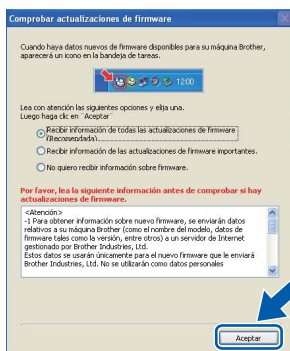 Comprobar actualizaciones de firmware
Cuando haya datos nuevos de firmware disponibles para su máquina Brother,
aparecerá un icono en la bandeja de tareas.
12:00
Lea con atención las siguientes opciones y elija una.
Luego haga clic en "Aceptar"
Recibir información de todas las actualizaciones de firmware
(Recomendada)
Recibir información de las actualizaciones de firmware importantes.
No quiero recibir información sobre firmware.
Por favor, lea la siguiente información antes de comprobar si hay
actualizaciones de firmware.
<Atención>
-1 Para obtener información sobre nuevo firmware, se enviarán datos
relativos a su máquina Brother (como el nombre del modelo, datos de
firmware tales como la versión, entre otros) a un servidor de Internet
gestionado por Brother Industries, Ltd.
Estos datos se usarán únicamente para el nuevo firmware que le enviará
Brother Industries, Ltd. No se utilizarán como datos personales
Aceptar